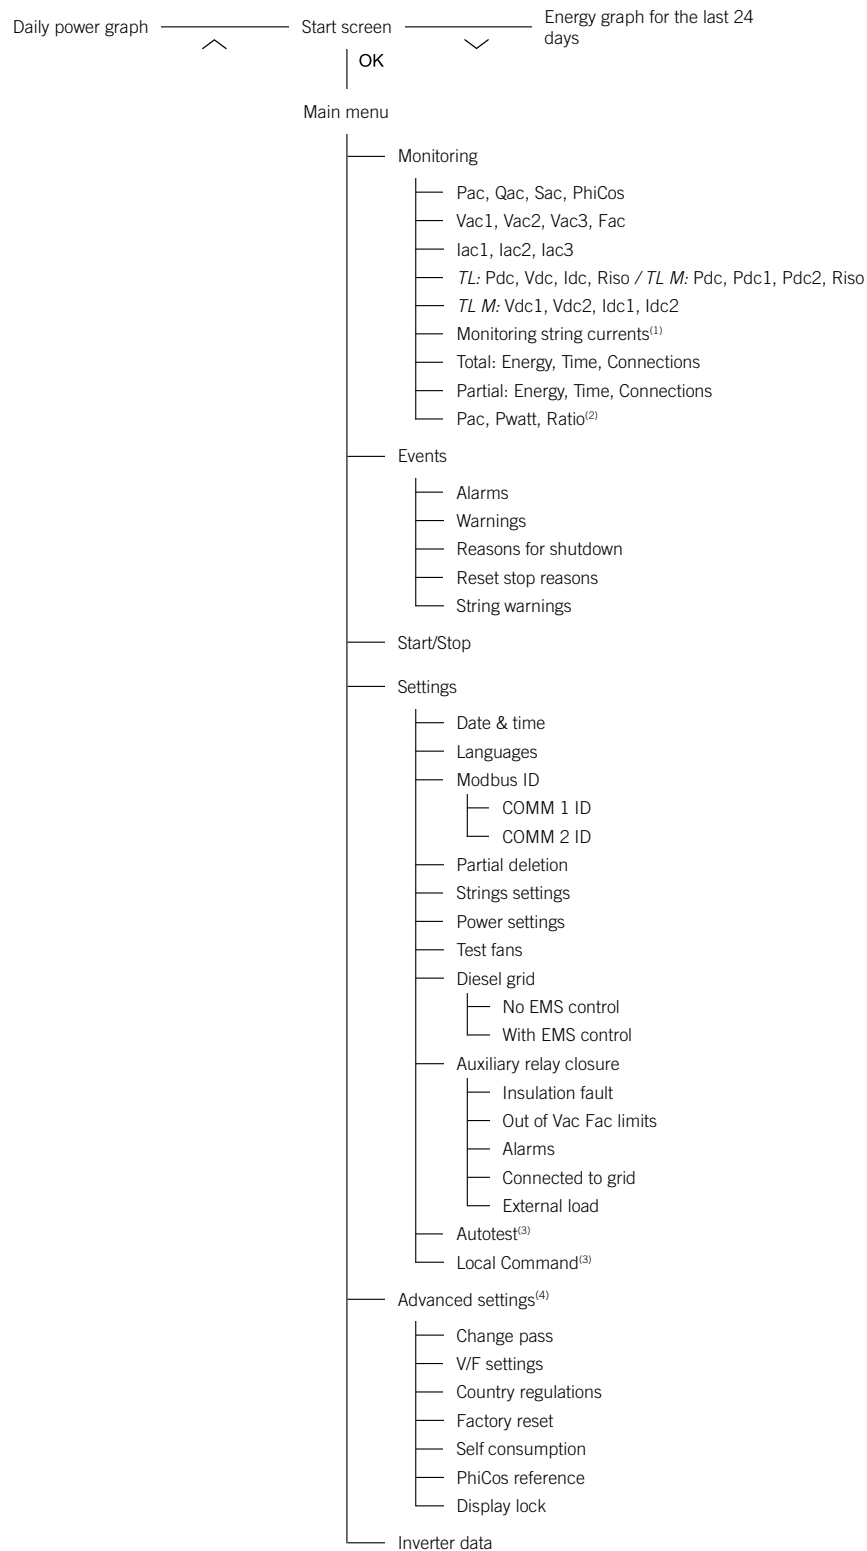 Daily power graph
Start screen
Energy graph for the last 24
days
OK
Main menu
Monitoring
Pac, Qac, Sac, PhiCos
Vac1, Vac2, Vac3, Fac
Iac1, Iac2, Iac3
TL: Pdc, Vdc, Idc, Riso / TL M: Pdc, Pdc1, Pdc2, Riso
TL M: Vdc1, Vdc2, Idc1, Idc2
Monitoring string currents(1)
Total: Energy, Time, Connections
Partial: Energy, Time, Connections
Pac, Pwatt, Ratio(2)
Events
Alarms
Warnings
Reasons for shutdown
Reset stop reasons
String warnings
Start/Stop
Settings
Date & time
Languages
Modbus ID
COMM 1 ID
COMM 2 ID
Partial deletion
Strings settings
Power settings
Test fans
Diesel grid
No EMS control
With EMS control
Auxiliary relay closure
Insulation fault
Out of Vac Fac limits
Alarms
Connected to grid
External load
Autotest(3)
Local Command(3)
Advanced settings(4)
Change pass
V/F settings
Country regulations
Factory reset
Self consumption
PhiCos reference
Display lock
Inverter data